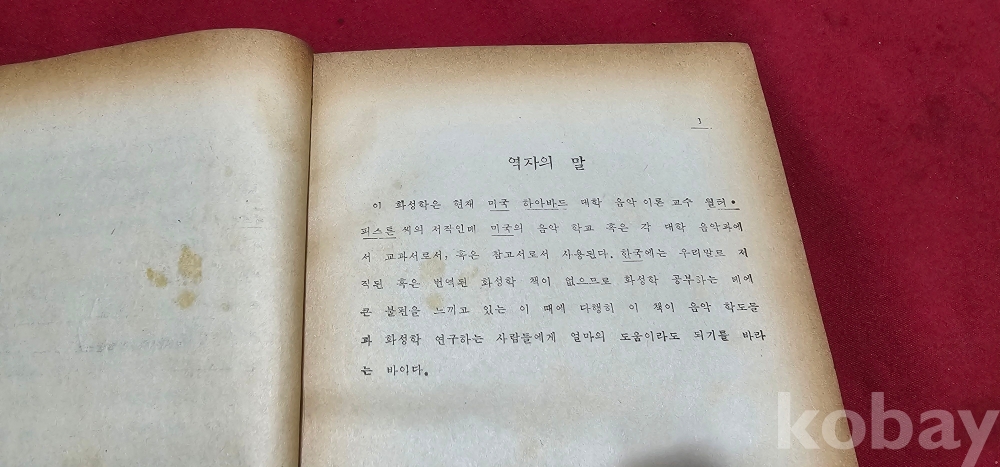 1
역자의 말
이 화성학은 현재 미국 하아바드 대학 음악 이론 교수 월터•
피스톤 씨의 저작인데 미국의 음악 학교 혹은 각 대학 음악과에
서 교과서로서, 혹은 참고서로서 사용된다. 한국에는 우리말로 저
작된 혹은 번역된 화성학 책이 없으므로 화성학 공부하는 데에
큰 불편을 느끼고 있는 이 때에 다행히 이 책이 음악 학도들
과 화성학 연구하는 사람들에게 얼마의 도움이라도 되기를 바라
는 바이다.
kobay